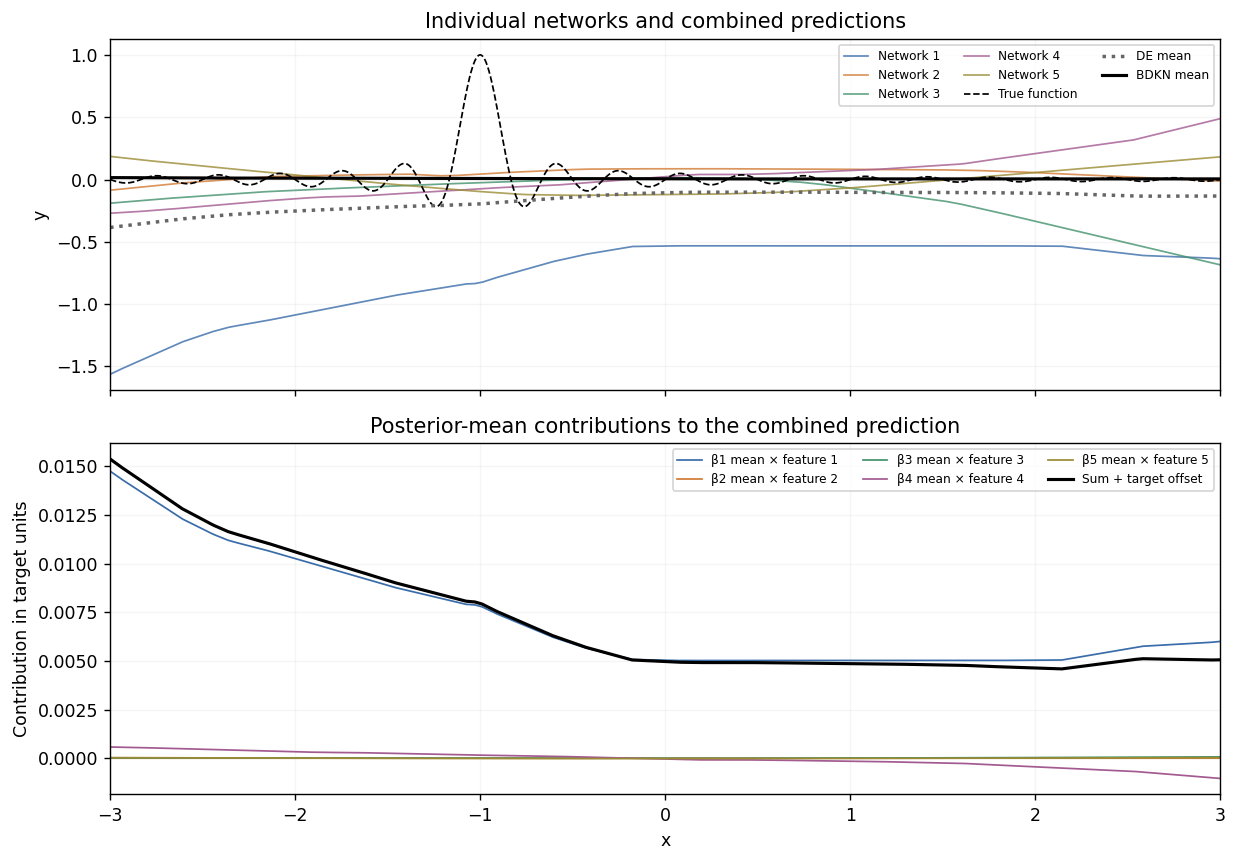 Individual networks and combined predictions
Network 1
Network 2
Network 3
Network 4
Network 5
True function
DE mean
BDKN mean
1.0
0.5
0.0
−0.5
−1.0
−1.5
y
Posterior-mean contributions to the combined prediction
β1 mean × feature 1
β2 mean × feature 2
β3 mean × feature 3
β4 mean × feature 4
β5 mean × feature 5
Sum + target offset
0.0150
0.0125
0.0100
0.0075
0.0050
0.0025
0.0000
Contribution in target units
−3 −2 −1 0 1 2 3
x